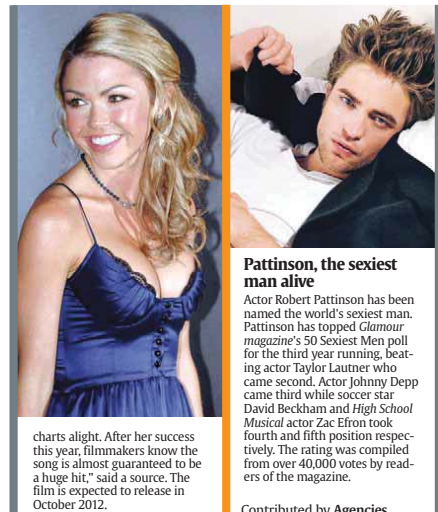 charts alight. After her success
this year, filmmakers know the
song is almost guaranteed to be
a huge hit," said a source. The
film is expected to release in
October 2012.
Pattinson, the sexiest
man alive
Actor Robert Pattinson has been
named the world's sexiest man.
Pattinson has topped Glamour
magazine's 50 Sexiest Men poll
for the third year running, beat-
ing actor Taylor Lautner who
came second. Actor Johnny Depp
came third while soccer star
David Beckham and High School
Musical actor Zac Efron took
fourth and fifth position respec-
tively. The rating was compiled
from over 40,000 votes by read-
ers of the magazine.
Contributed by Agencies